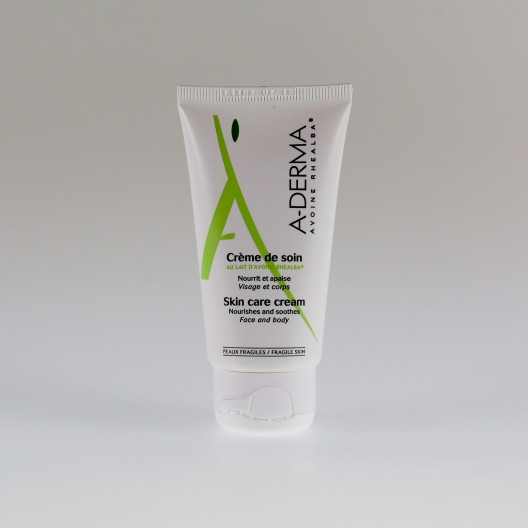 A-DERMA
AVOINE RHEALBA®
Crème de soin
AU LAIT D'AVOINE RHEALBA®
Nourrit et apaise
Visage et corps
Skin care cream
Nourishes and soothes
Face and body
PEAUX FRAGILES / FRAGILE SKIN